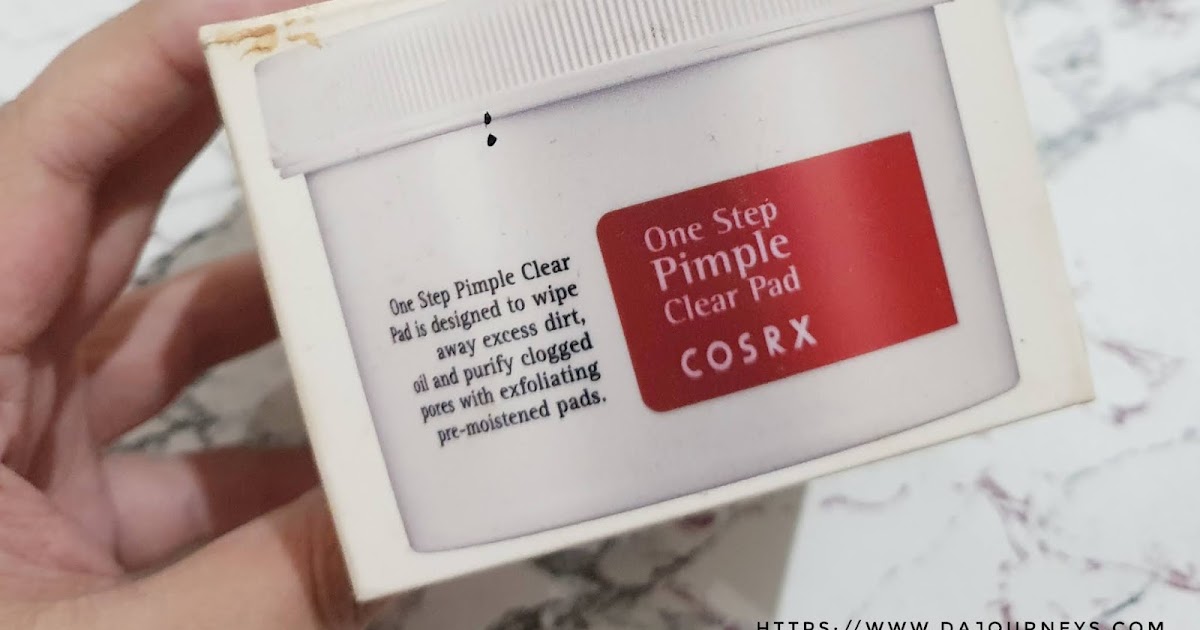 One Step Pimple Clear
Pad is designed to wipe
away excess dirt,
oil and purify clogged
pores with exfoliating
pre-moistened pads.
One Step
Pimple
Clear Pad
COSRX
HTTPS://WWW.DAJOURNEYS.COM